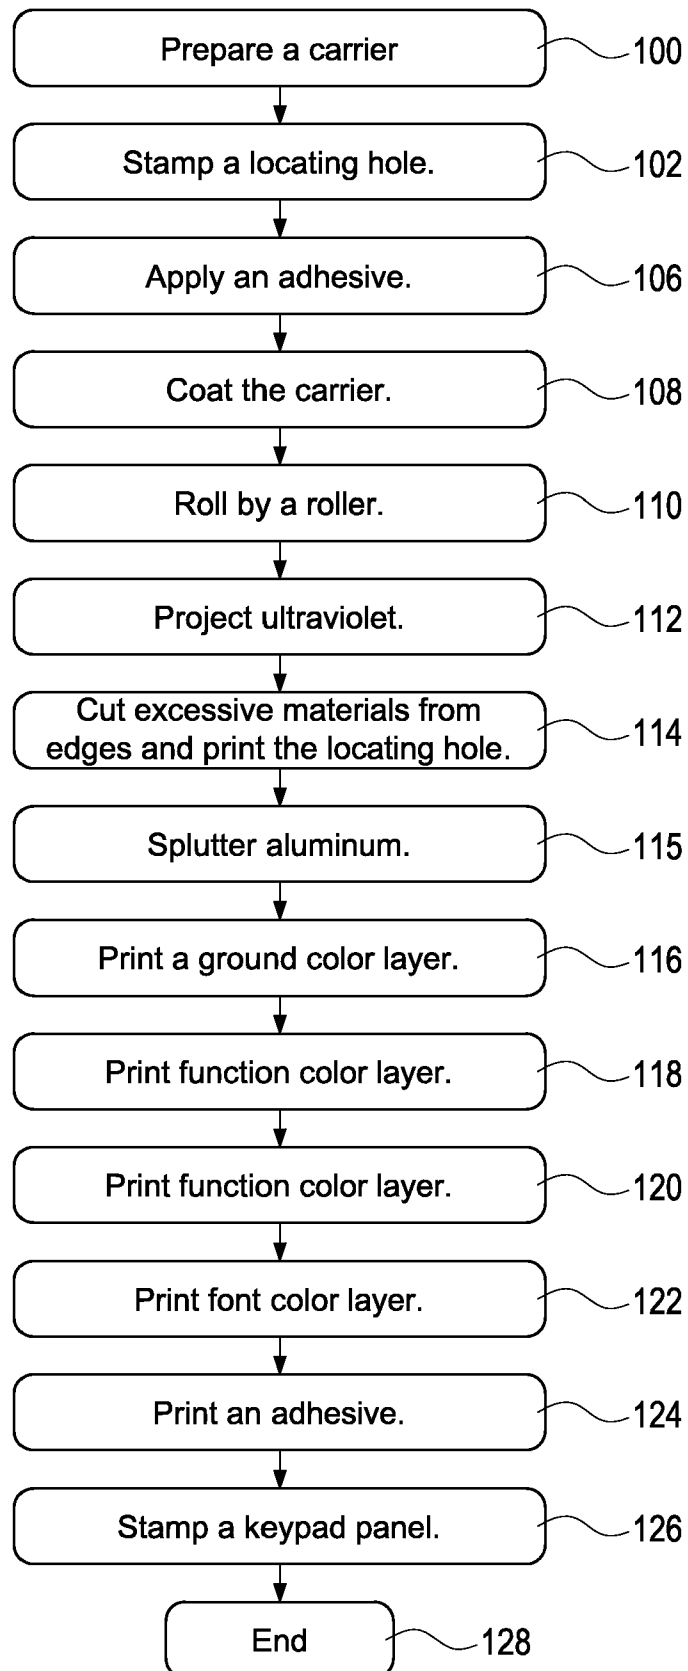 Prepare a carrier 100
Stamp a locating hole. 102
Apply an adhesive. 106
Coat the carrier. 108
Roll by a roller. 110
Project ultraviolet. 112
Cut excessive materials from
edges and print the locating hole. 114
Splutter aluminum. 115
Print a ground color layer. 116
Print function color layer. 118
Print function color layer. 120
Print font color layer. 122
Print an adhesive. 124
Stamp a keypad panel. 126
End 128